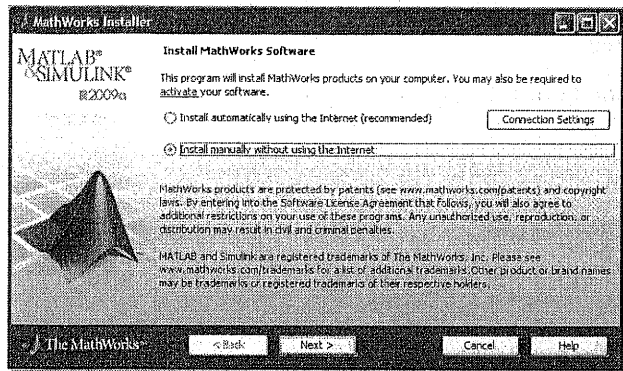 MathWorks Installer
MATLAB®
&SIMULINK®
R2009a
Install MathWorks Software
This program will install MathWorks products on your computer. You may also be required to
activate your software.
Install automatically using the Internet (recommended)
Connection Settings
Install manually without using the Internet
MathWorks products are protected by patents (see www.mathworks.com/patents) and copyright
laws. By entering into the Software License Agreement that follows, you will also agree to
additional restrictions on your use of these programs. Any unauthorized use, reproduction, or
distribution may result in civil and criminal penalties.
MATLAB and Simulink are registered trademarks of The MathWorks, Inc. Please see
www.mathworks.com/trademarks for a list of additional trademarks. Other product or brand names
may be trademarks or registered trademarks of their respective holders.
The MathWorks™
< Back
Next >
Cancel
Help